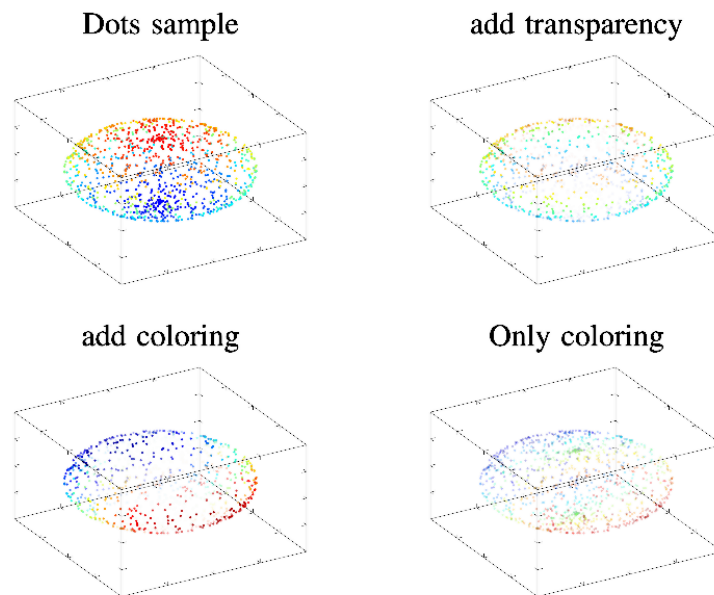 Dots sample
add transparency
add coloring
Only coloring